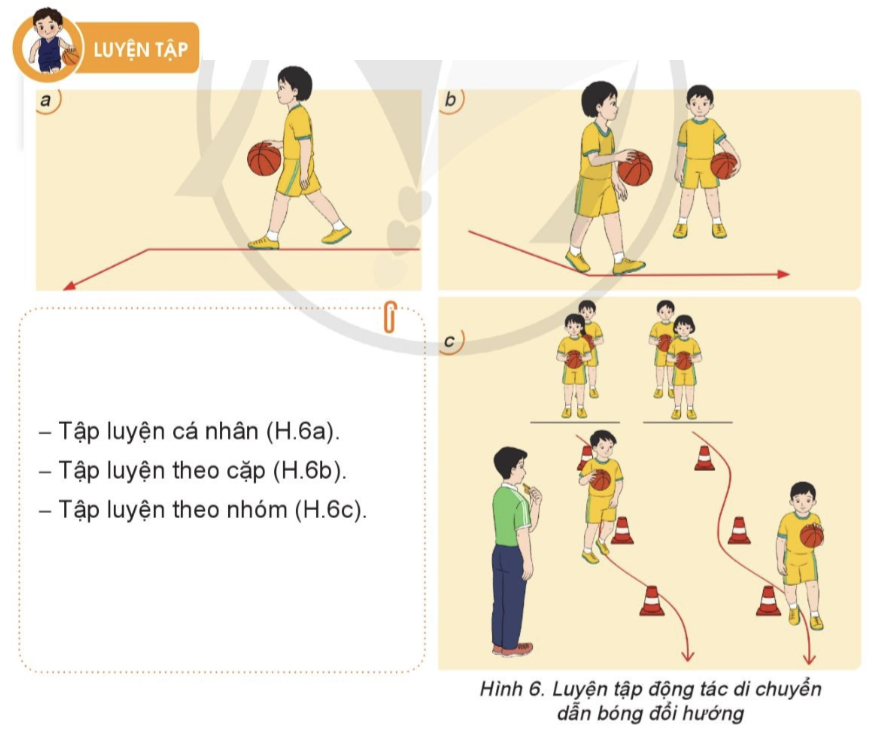 LUYỆN TẬP
a
b
– Tập luyện cá nhân (H.6a).
– Tập luyện theo cặp (H.6b).
– Tập luyện theo nhóm (H.6c).
c
Hình 6. Luyện tập động tác di chuyển
dẫn bóng đổi hướng